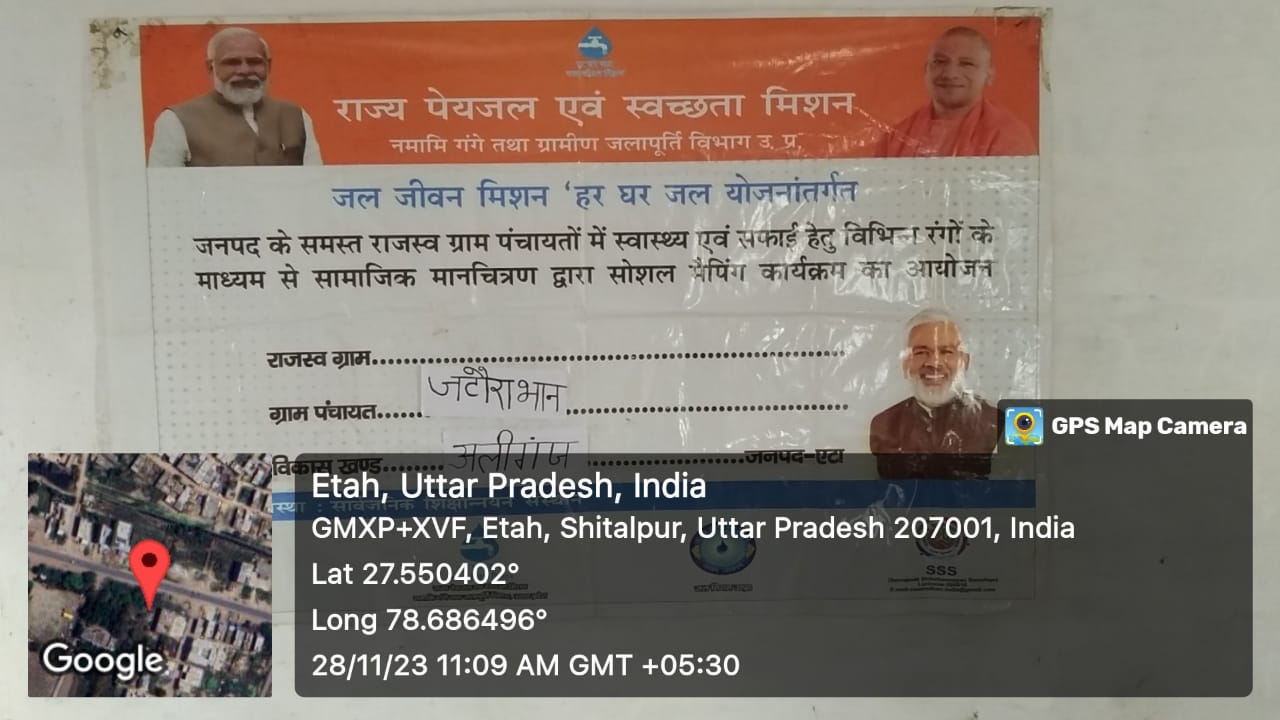 राज्य पेयजल एवं स्वच्छता मिशन
नमामि गंगे तथा ग्रामीण जलापूर्ति विभाग उ. प्र.
जल जीवन मिशन ‘हर घर जल योजनांतर्गत
जनपद के समस्त राजस्व ग्राम पंचायतों में स्वास्थ्य एवं सफाई हेतु विभिन्न रंगों के
माध्यम से सामाजिक मानचित्रण द्वारा सोशल मैपिंग कार्यक्रम का आयोजन
राजस्व ग्राम
ग्राम पंचायत...... जटौराभान
विकास खण्ड........ अलीगंज ........जनपद-एटा
GPS Map Camera
Etah, Uttar Pradesh, India
GMXP+XVF, Etah, Shitalpur, Uttar Pradesh 207001, India
Lat 27.550402°
Long 78.686496°
28/11/23 11:09 AM GMT +05:30
Google
SSS